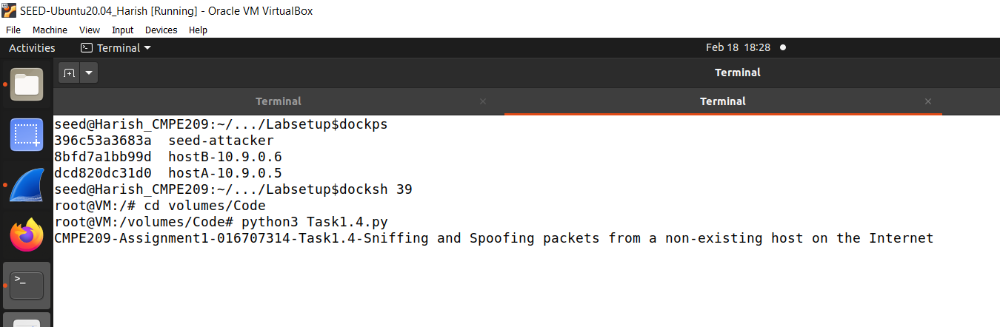 SEED-Ubuntu20.04_Harish [Running] - Oracle VM VirtualBox
File Machine View Input Devices Help
Activities Terminal Feb 18 18:28
Terminal
Terminal Terminal
seed@Harish_CMPE209:~/.../Labsetup$dockps
396c53a3683a  seed-attacker
8bfd7a1bb99d  hostB-10.9.0.6
dcd820dc31d0  hostA-10.9.0.5
seed@Harish_CMPE209:~/.../Labsetup$docksh 39
root@VM:/# cd volumes/Code
root@VM:/volumes/Code# python3 Task1.4.py
CMPE209-Assignment1-016707314-Task1.4-Sniffing and Spoofing packets from a non-existing host on the Internet